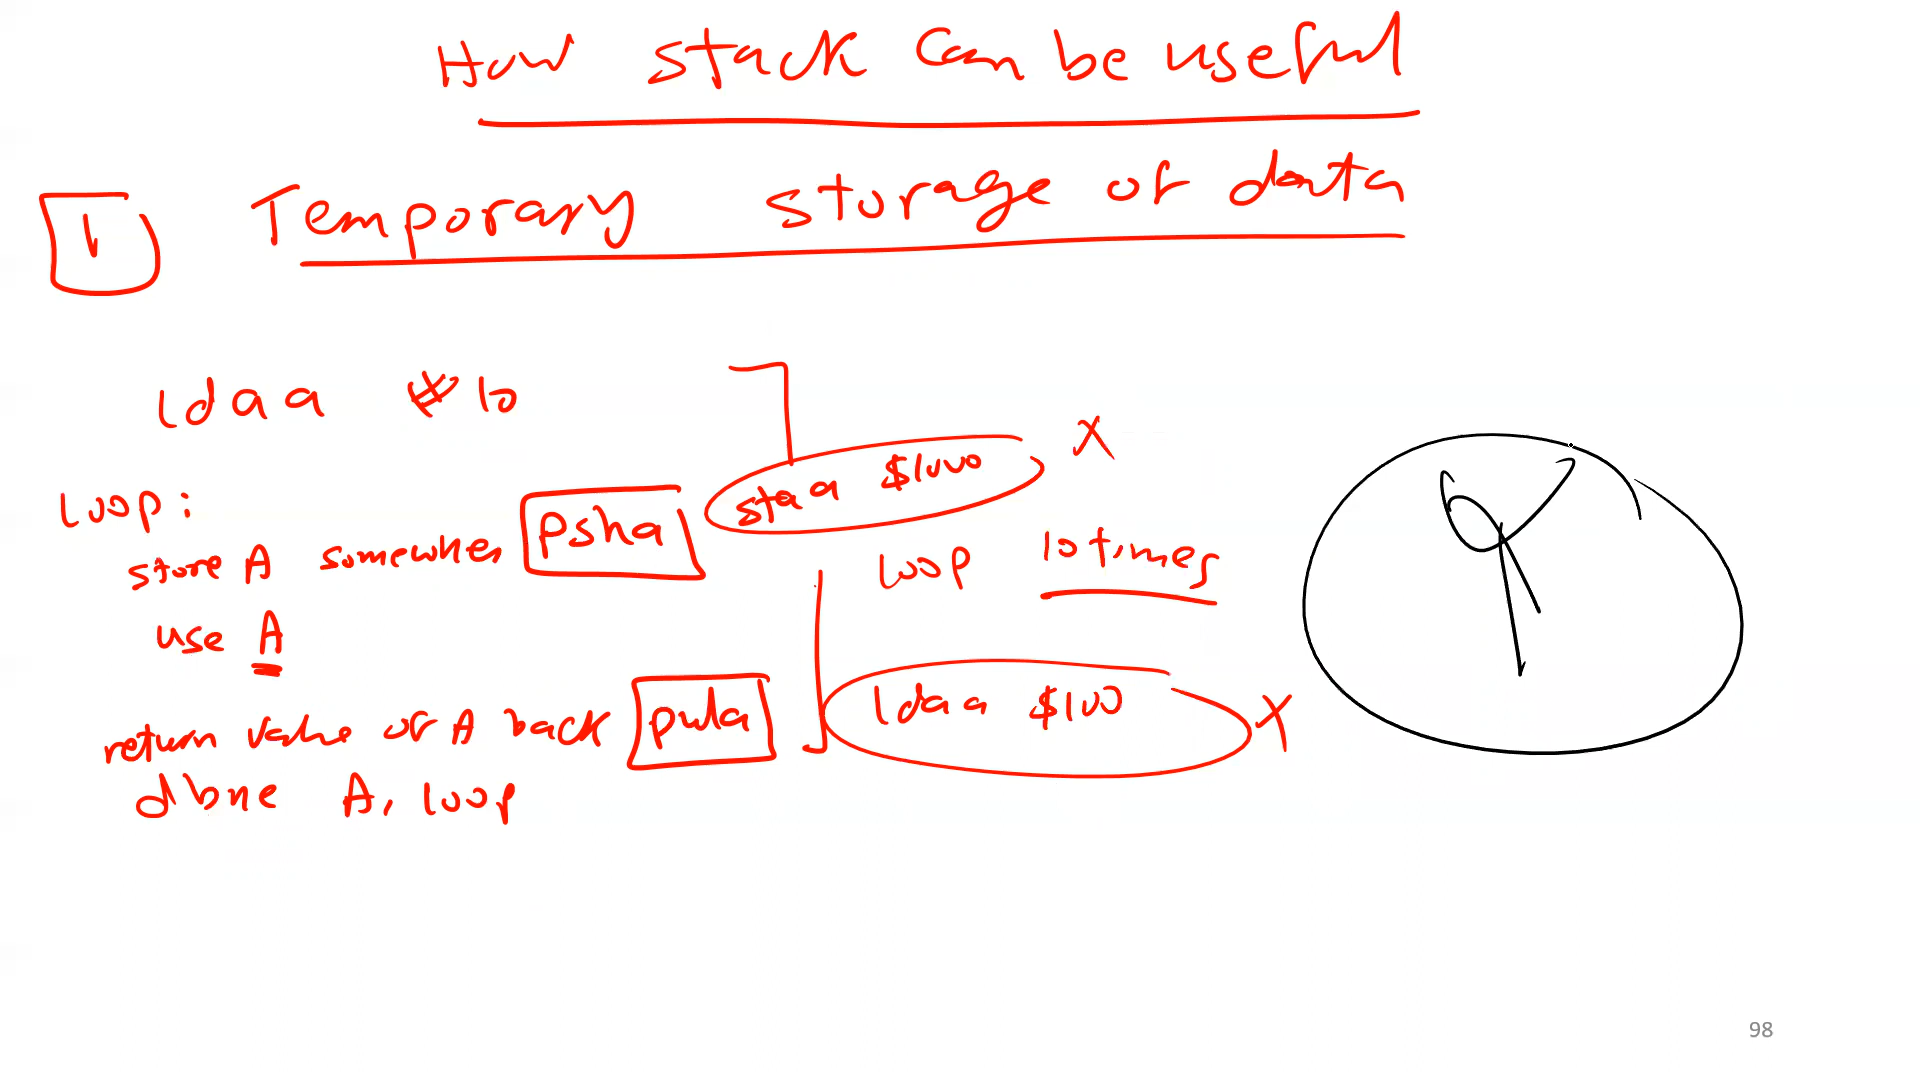 How stack can be useful
1 Temporary storage of data
ldaa #10
staa $1000 X
loop:
store A somewhere psha
loop 10 times
use A
return value of A back pula ldaa $100 X
dbne A, loop
98